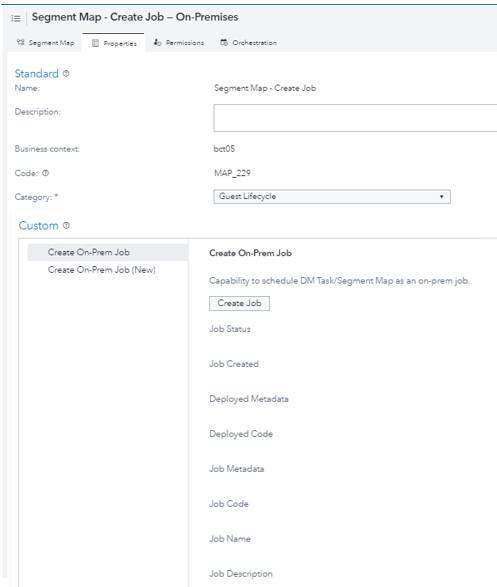 Segment Map - Create Job – On-Premises
Segment Map Properties Permissions Orchestration
Standard
Name: Segment Map - Create Job
Description:
Business context: bct05
Code: MAP_229
Category: * Guest Lifecycle
Custom
Create On-Prem Job
Create On-Prem Job (New)
Create On-Prem Job
Capability to schedule DM Task/Segment Map as an on-prem job.
Create Job
Job Status
Job Created
Deployed Metadata
Deployed Code
Job Metadata
Job Code
Job Name
Job Description